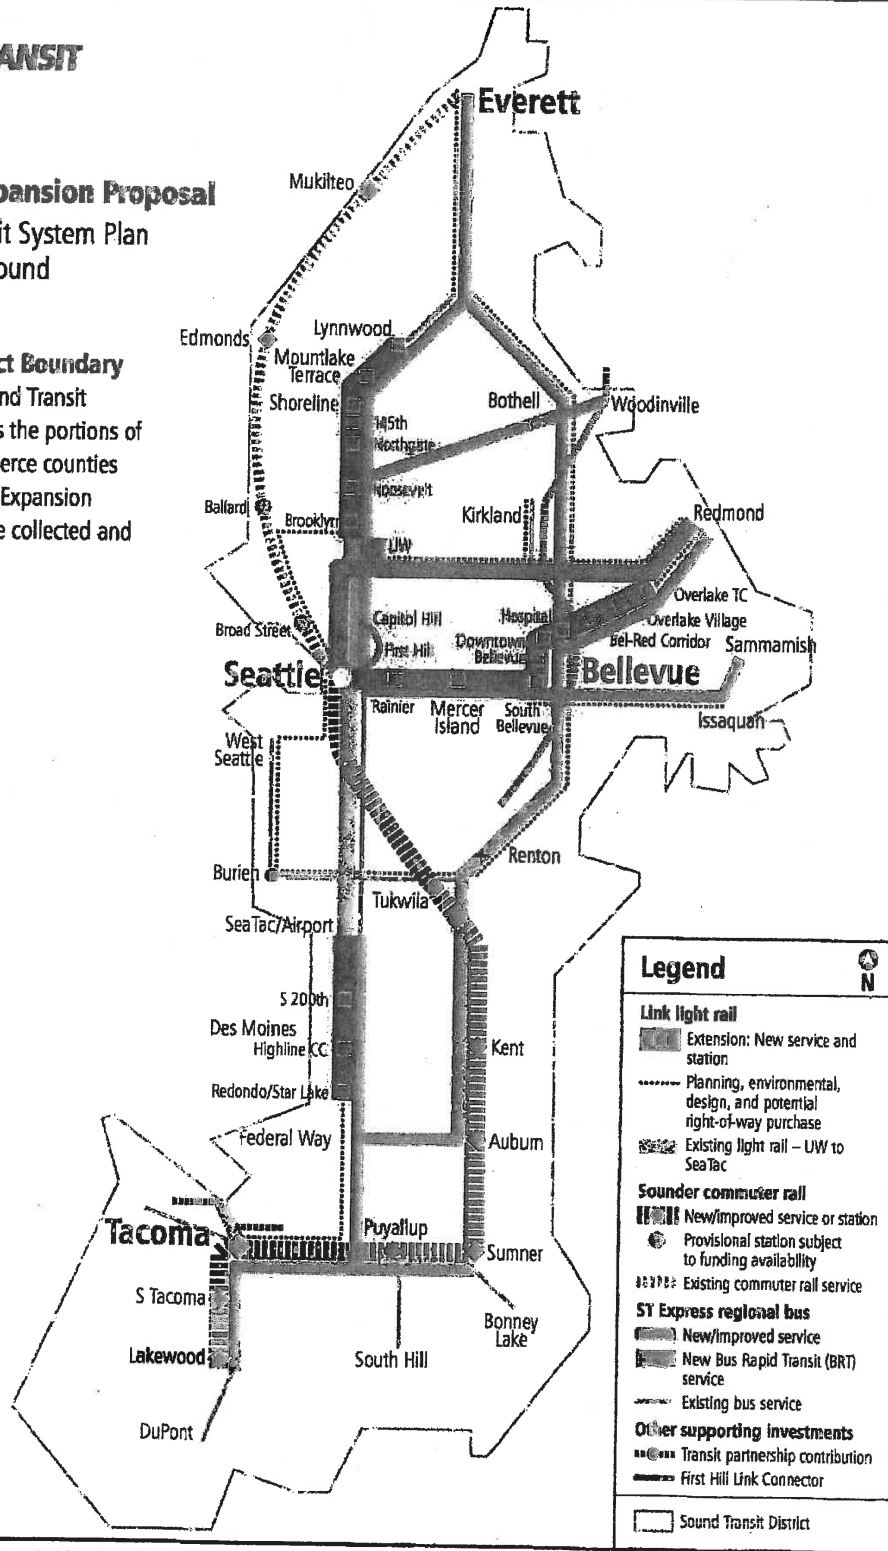 ANSIT
pansion Proposal
it System Plan
ound
ct Boundary
nd Transit
s the portions of
erce counties
Expansion
e collected and
Everett
Mukilteo
Edmonds
Lynnwood
Mountlake
Terrace
Shoreline
145th
Northgate
Bothell
Woodinville
Roosevelt
Ballard
Brooklyn
Kirkland
Redmond
UW
Overlake TC
Capitol Hill
Hospital
Overlake Village
Broad Street
First Hill
Downtown
Bellevue
Bel-Red Corridor
Sammamish
Seattle
Bellevue
Rainier
Mercer
Island
South
Bellevue
Issaquah
West
Seattle
Renton
Burien
Tukwila
SeaTac/Airport
S 200th
Des Moines
Highline CC
Kent
Redondo/Star Lake
Federal Way
Auburn
Tacoma
Puyallup
Sumner
S Tacoma
Bonney
Lake
Lakewood
South Hill
DuPont
Legend
N
Link light rail
Extension: New service and
station
Planning, environmental,
design, and potential
right-of-way purchase
Existing light rail – UW to
SeaTac
Sounder commuter rail
New/improved service or station
Provisional station subject
to funding availability
Existing commuter rail service
ST Express regional bus
New/improved service
New Bus Rapid Transit (BRT)
service
Existing bus service
Other supporting investments
Transit partnership contribution
First Hill Link Connector
Sound Transit District